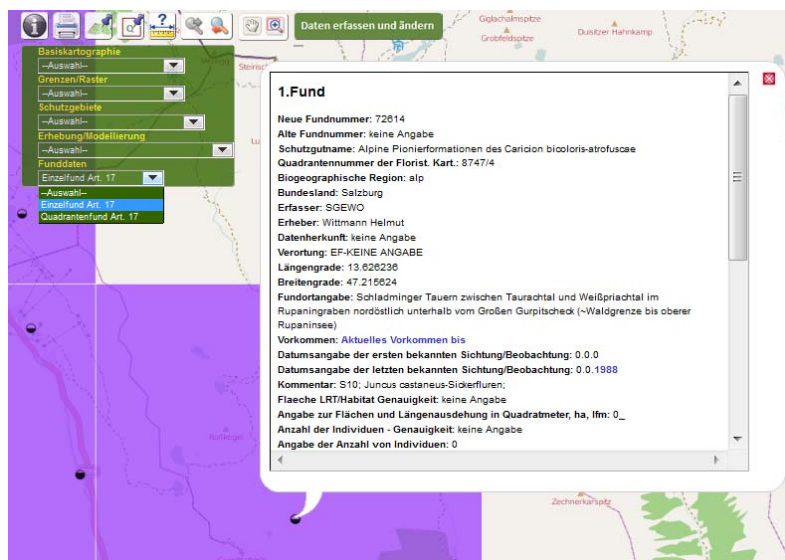 Daten erfassen und ändern
Giglachalmspitze
Grobfeldspitze
Duisitzer Hahnkamp
Basiskartographie
--Auswahl--
Grenzen/Raster
--Auswahl--
Schutzgebiete
--Auswahl--
Erhebung/Modellierung
--Auswahl--
Funddaten
Einzelfund Art. 17
--Auswahl--
Einzelfund Art. 17
Quadrantenfund Art. 17
1.Fund
Neue Fundnummer: 72614
Alte Fundnummer: keine Angabe
Schutzgutname: Alpine Pionierformationen des Caricion bicoloris-atrofuscae
Quadrantennummer der Florist. Kart.: 8747/4
Biogeographische Region: alp
Bundesland: Salzburg
Erfasser: SGEWO
Erheber: Wittmann Helmut
Datenherkunft: keine Angabe
Verortung: EF-KEINE ANGABE
Längengrade: 13.626236
Breitengrade: 47.215624
Fundortangabe: Schladminger Tauern zwischen Taurachtal und Weißpriachtal im
Rupaningraben nordöstlich unterhalb vom Großen Gurpitscheck (~Waldgrenze bis oberer
Rupaninsee)
Vorkommen: Aktuelles Vorkommen bis
Datumsangabe der ersten bekannten Sichtung/Beobachtung: 0.0.0
Datumsangabe der letzten bekannten Sichtung/Beobachtung: 0.0.1988
Kommentar: S10; Juncus castaneus-Sickerfluren;
Flaeche LRT/Habitat Genauigkeit: keine Angabe
Angabe zur Flächen und Längenausdehung in Quadratmeter, ha, lfm: 0_
Anzahl der Individuen - Genauigkeit: keine Angabe
Angabe der Anzahl von Individuen: 0
Zechnerkarspitz